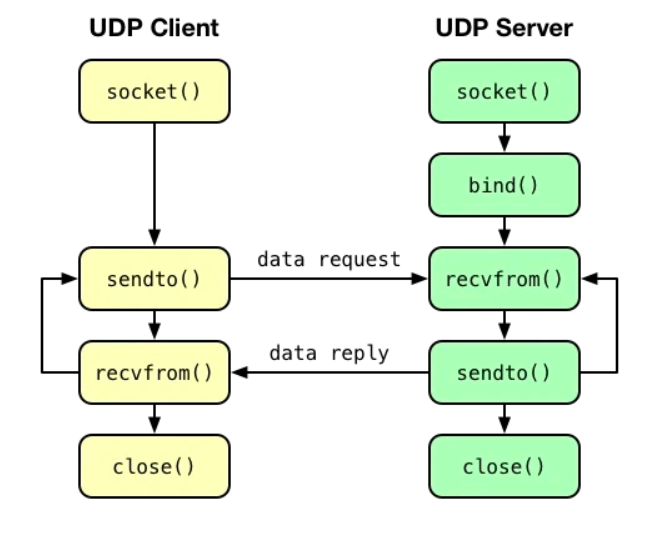 UDP Client
UDP Server
socket()
socket()
bind()
sendto()
data request
recvfrom()
recvfrom()
data reply
sendto()
close()
close()